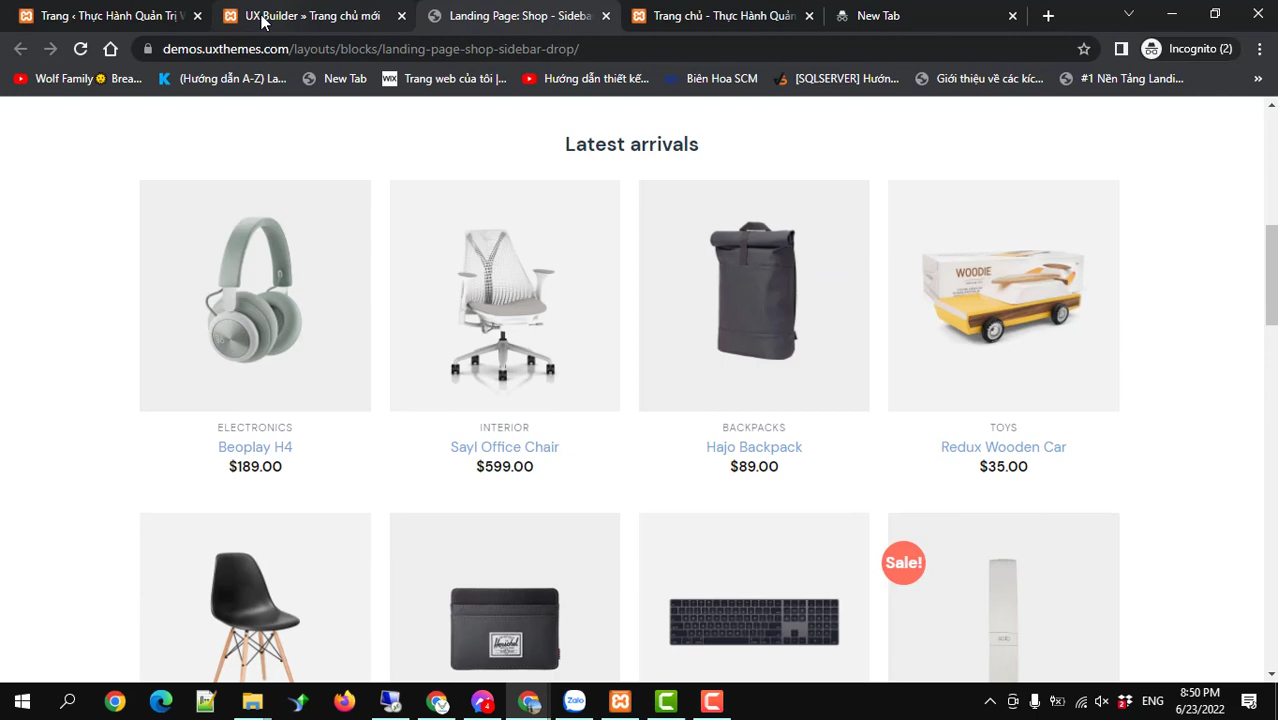 Trang ‹ Thực Hành Quản Trị W
UX Builder » Trang chủ mới
Landing Page: Shop - Sideba
Trang chủ - Thực Hành Quản
New Tab
demos.uxthemes.com/layouts/blocks/landing-page-shop-sidebar-drop/
Incognito (2)
Wolf Family Brea...
(Hướng dẫn A-Z) La...
New Tab
WIX
Trang web của tôi |...
Hướng dẫn thiết kế...
Biên Hòa SCM
[SQLSERVER] Hướn...
Giới thiệu về các kíc...
#1 Nền Tảng Landi...
Latest arrivals
WOODIE
ELECTRONICS
INTERIOR
BACKPACKS
TOYS
Beoplay H4
Sayl Office Chair
Hajo Backpack
Redux Wooden Car
$189.00
$599.00
$89.00
$35.00
Sale!
Herschel
4
Zalo
ENG
8:50 PM
6/23/2022